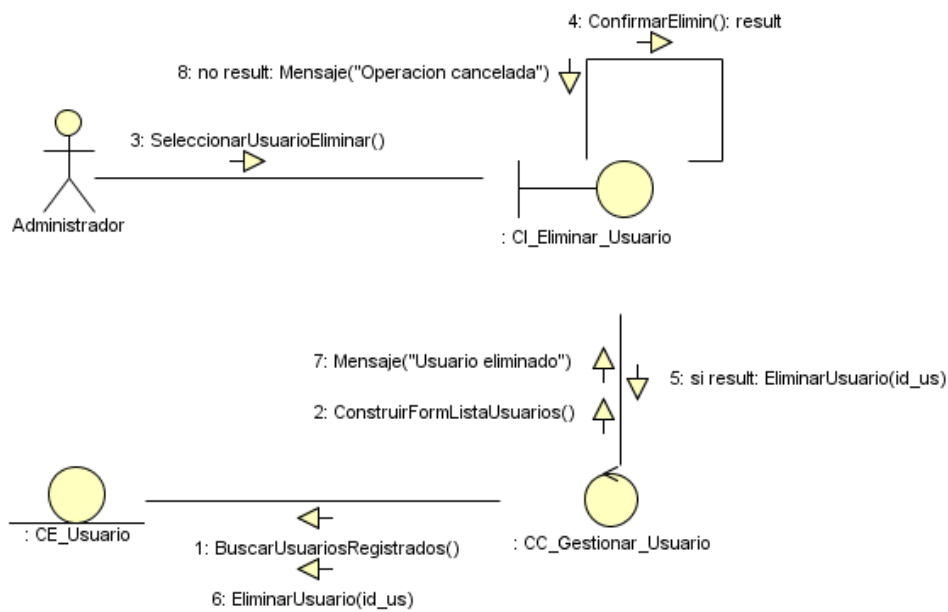 4: ConfirmarElimin(): result
8: no result: Mensaje("Operacion cancelada")
3: SeleccionarUsuarioEliminar()
Administrador
: CI_Eliminar_Usuario
7: Mensaje("Usuario eliminado")
5: si result: EliminarUsuario(id_us)
2: ConstruirFormListaUsuarios()
: CE_Usuario
: CC_Gestionar_Usuario
1: BuscarUsuariosRegistrados()
6: EliminarUsuario(id_us)